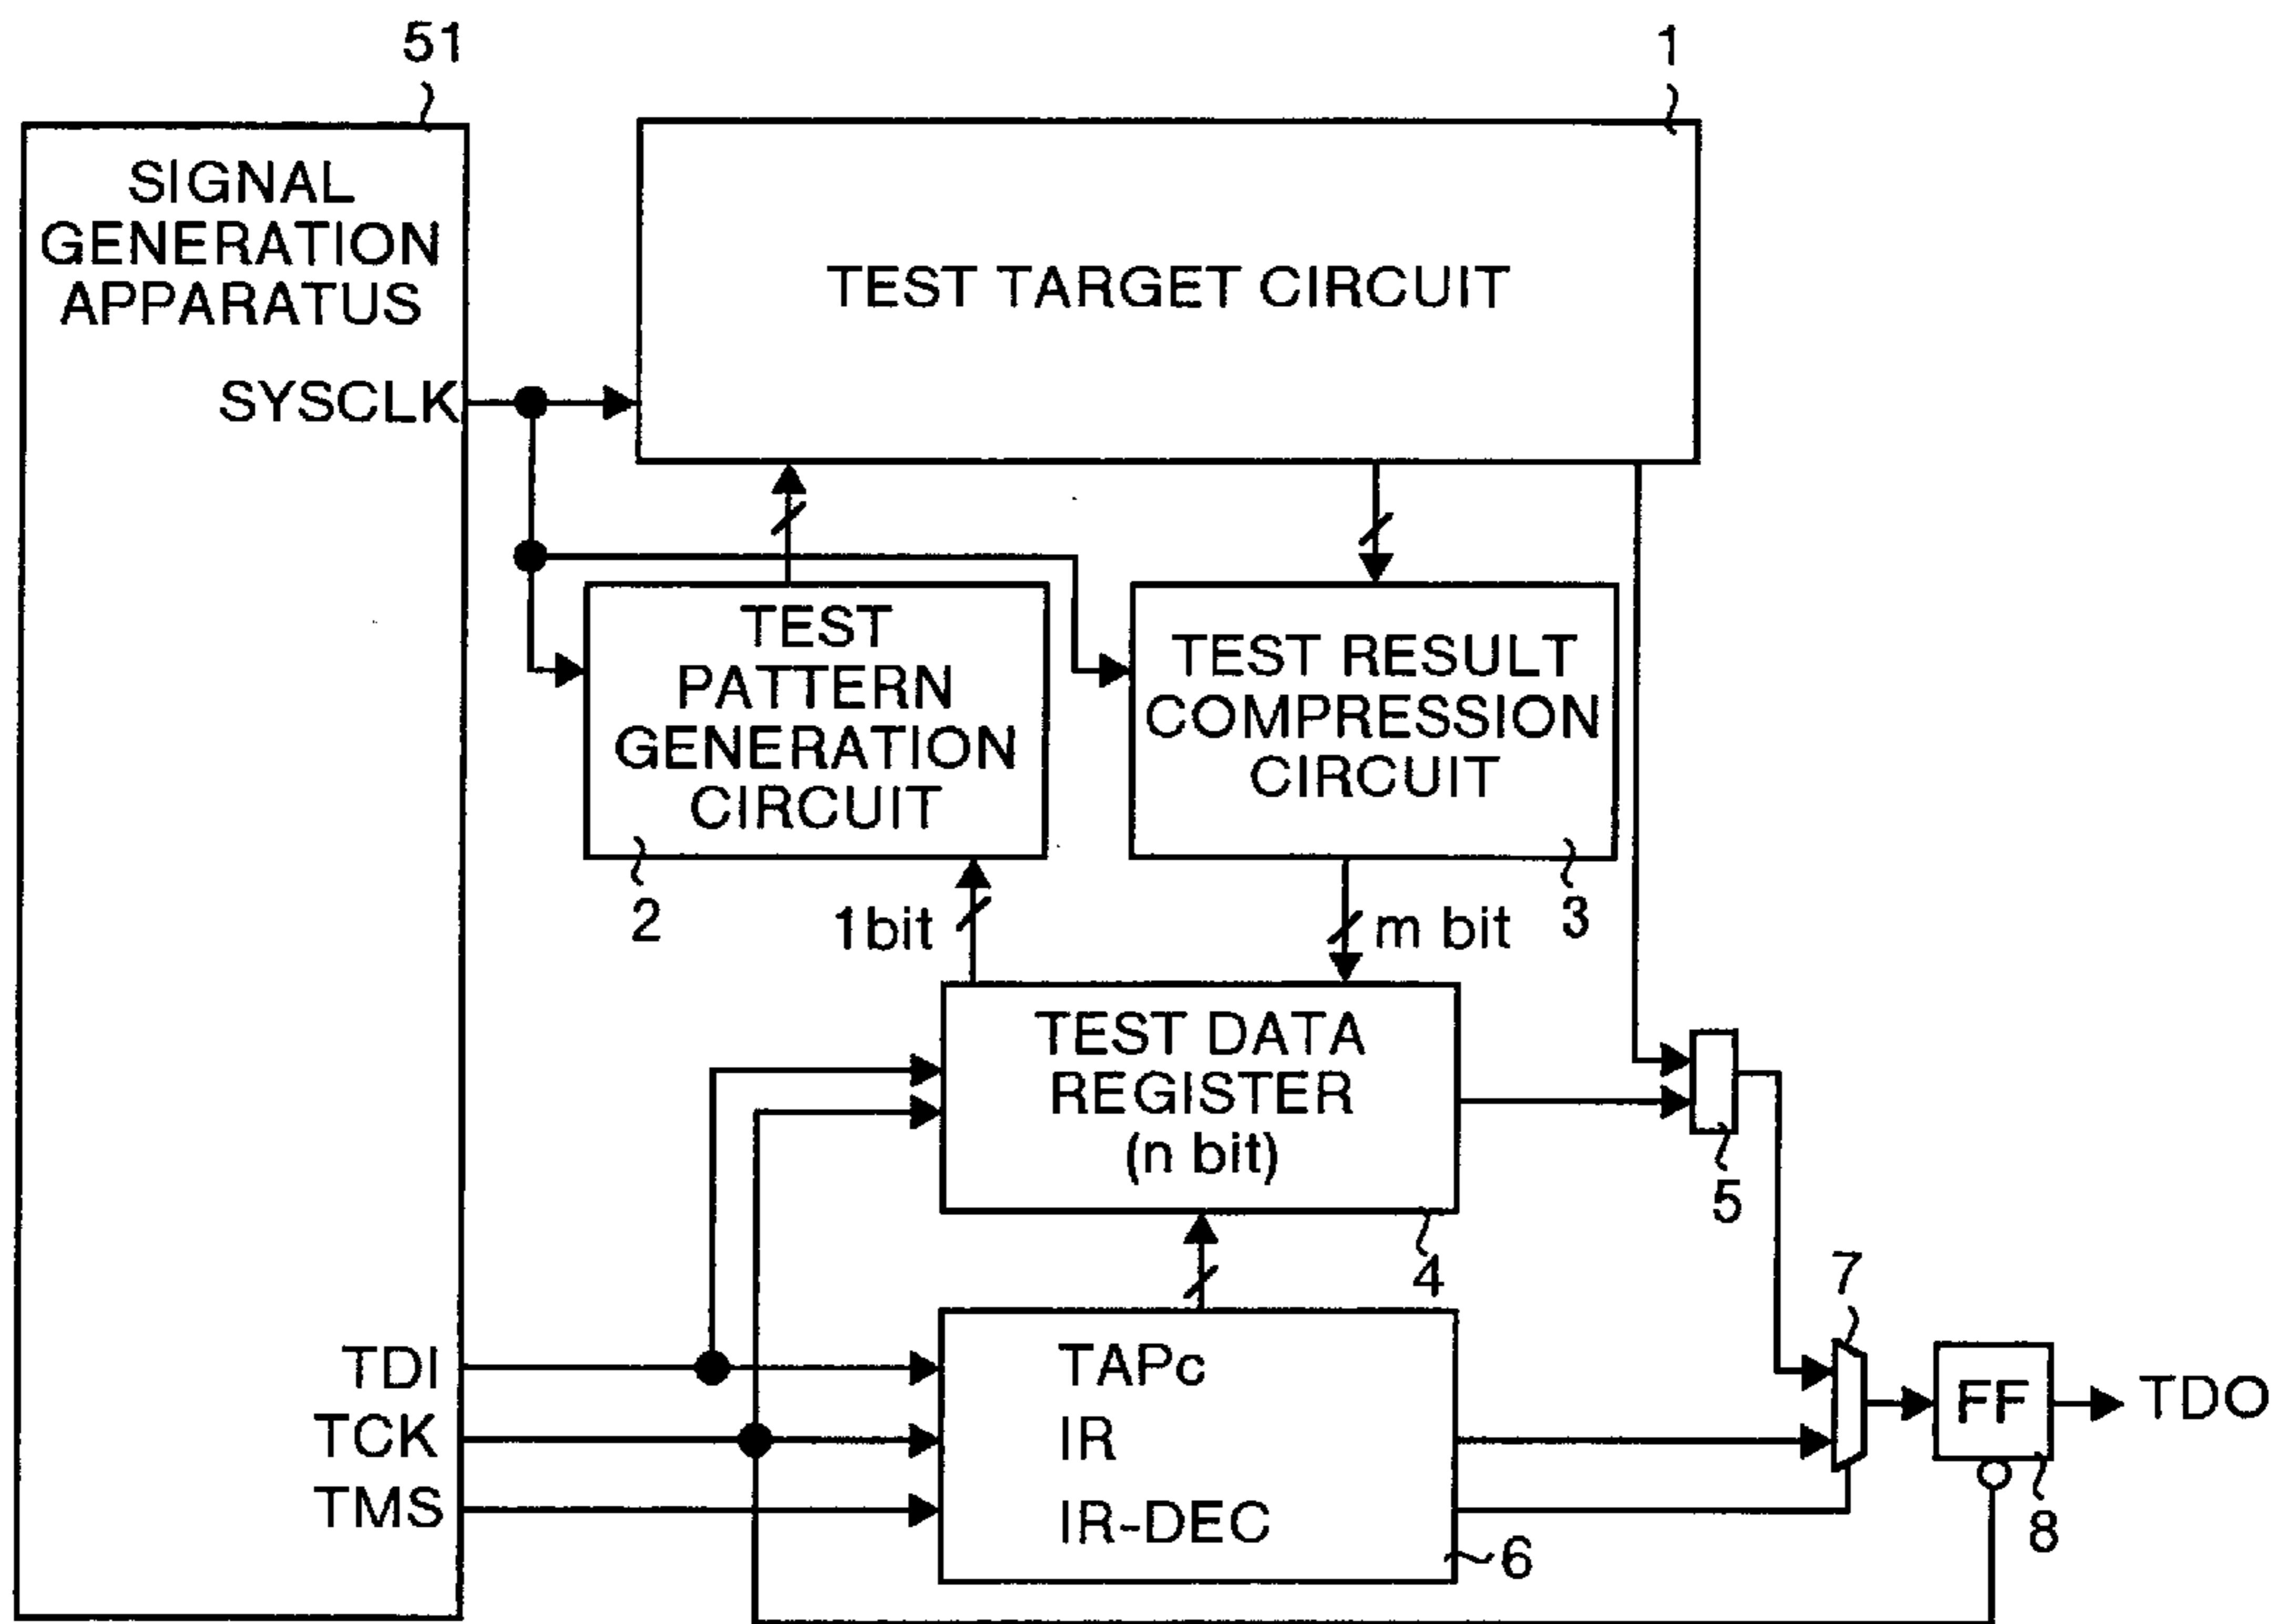 51
1
SIGNAL
GENERATION
APPARATUS
SYSCLK
TEST TARGET CIRCUIT
TEST
PATTERN
GENERATION
CIRCUIT
2
TEST RESULT
COMPRESSION
CIRCUIT
3
1bit
m bit
TEST DATA
REGISTER
(n bit)
4
5
TDI
TCK
TMS
TAPc
IR
IR-DEC
6
7
FF
8
TDO